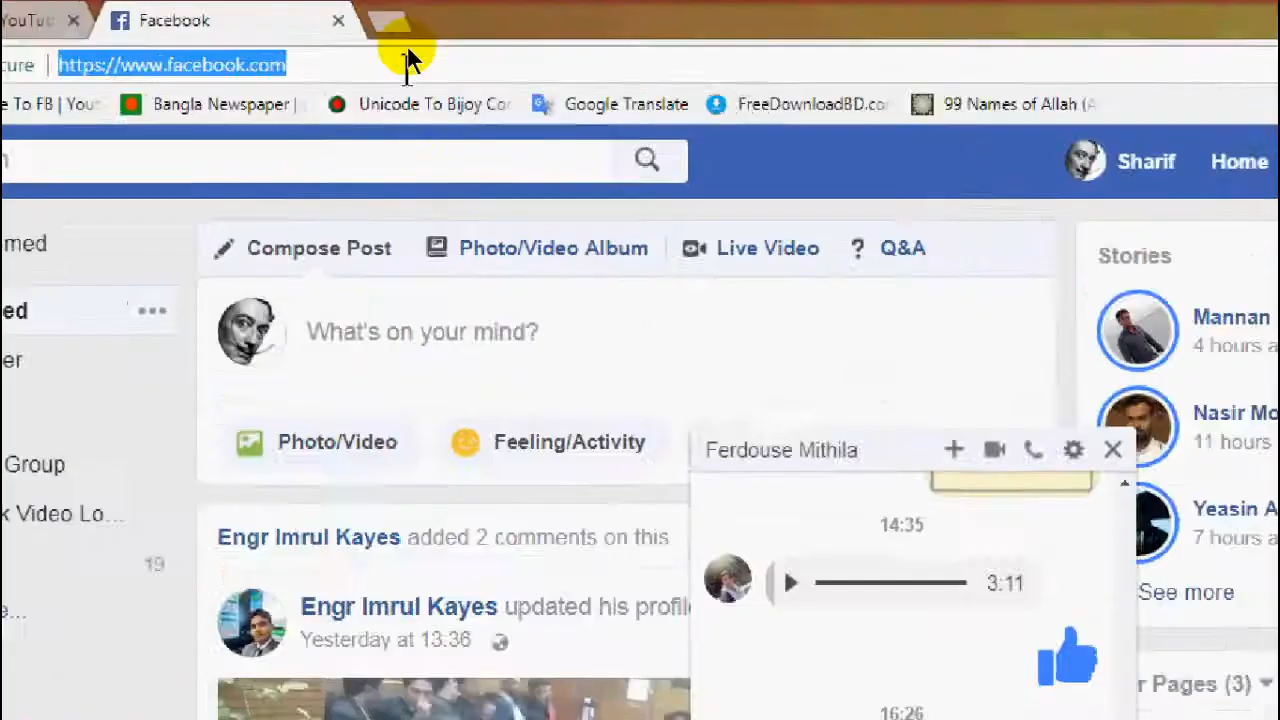 YouTub
Facebook
cure
https://www.facebook.com
e To FB | You
Bangla Newspaper |
Unicode To Bijoy Co
Google Translate
FreeDownloadBD.co
99 Names of Allah (A
Sharif
Home
med
Compose Post
Photo/Video Album
Live Video
? Q&A
Stories
ed
What's on your mind?
Mannan
4 hours a
er
Nasir Mo
11 hours
Photo/Video
Feeling/Activity
Ferdouse Mithila
Group
k Video Lo...
19
e...
Yeasin A
7 hours a
See more
14:35
3:11
Engr Imrul Kayes added 2 comments on this
Engr Imrul Kayes updated his profil
Yesterday at 13:36
r Pages (3)
16:26